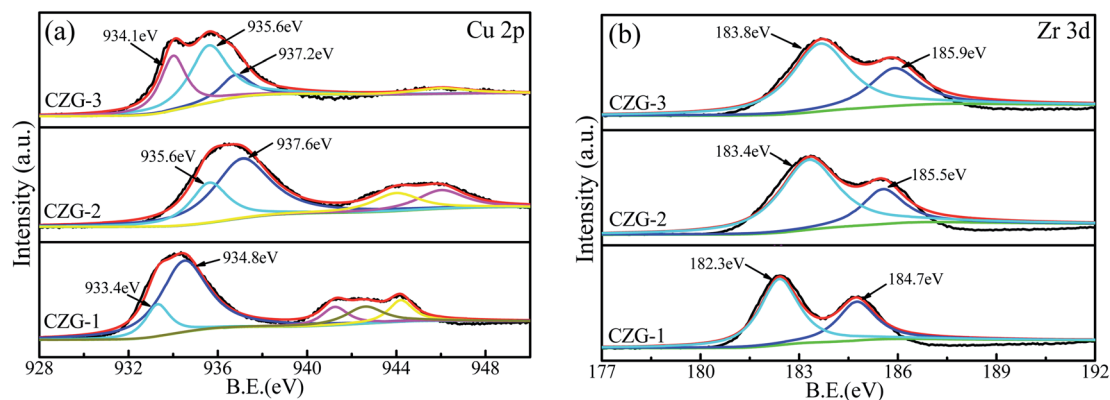 (a)
Cu 2p
934.1eV
935.6eV
937.2eV
CZG-3
935.6eV
937.6eV
CZG-2
933.4eV
934.8eV
CZG-1
Intensity (a.u.)
928 932 936 940 944 948
B.E.(eV)
(b)
Zr 3d
183.8eV
185.9eV
CZG-3
183.4eV
185.5eV
CZG-2
182.3eV
184.7eV
CZG-1
Intensity (a.u.)
177 180 183 186 189 192
B.E.(eV)